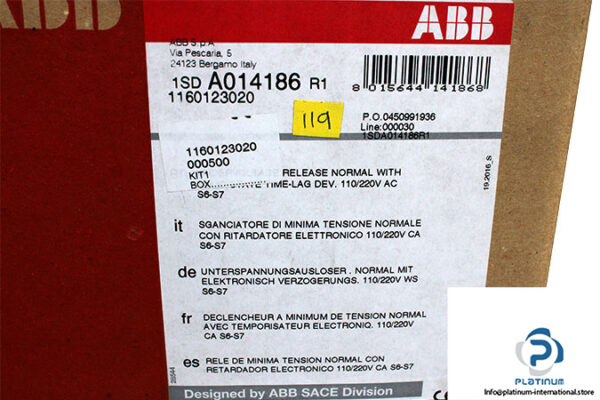 ABB
ABB
ABB S.p.A
Via Pescaria, 5
24123 Bergamo Italy
1SD A014186 R1
1160123020
8 015644 141868
P.O.0450991936
Line:000030
1SDA014186R1
119
1160123020
000500
KIT1
BOX
RELEASE NORMAL WITH
TIME-LAG DEV. 110/220V AC
S6-S7
19.2016_S
it SGANCIATORE DI MINIMA TENSIONE NORMALE
CON RITARDATORE ELETTRONICO 110/220V CA
S6-S7
de UNTERSPANNUNGSAUSLOSER . NORMAL MIT
ELEKTRONISCH VERZOGERUNGS. 110/220V WS
S6-S7
fr DECLENCHEUR A MINIMUM DE TENSION NORMAL
AVEC TEMPORISATEUR ELECTRONIQ. 110/220V
CA S6-S7
es RELE DE MINIMA TENSION NORMAL CON
RETARDADOR ELECTRONICO 110/220V CA S6-S7
Designed by ABB SACE Division
PLATINUM
Info@platinum-international.store